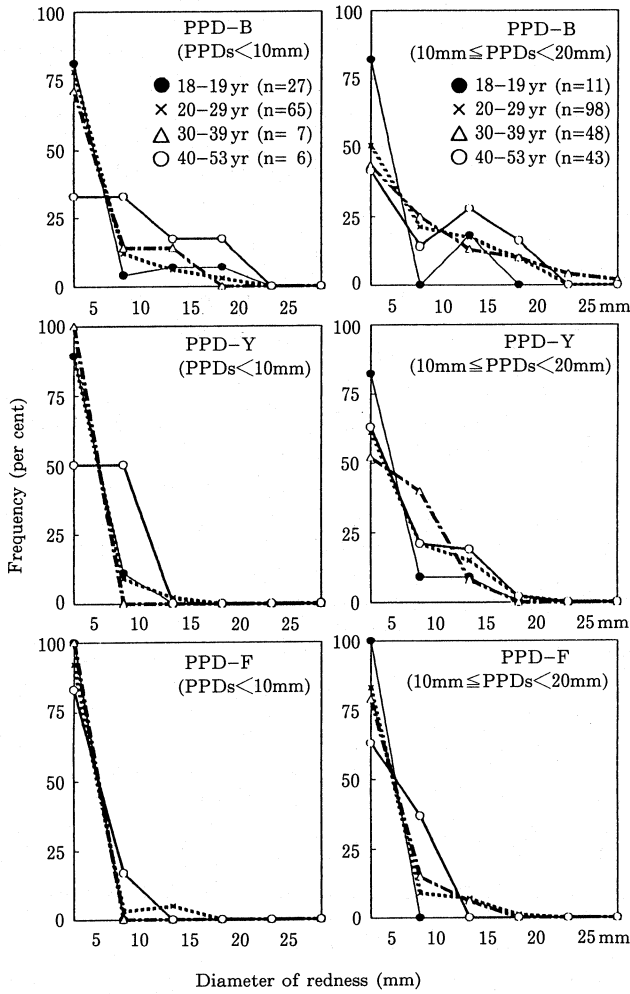 100
75
50
25
0
PPD-B
(PPDs<10mm)
18-19 yr (n=27)
20-29 yr (n=65)
30-39 yr (n= 7)
40-53 yr (n= 6)
5 10 15 20 25
100
75
50
25
0
PPD-B
(10mm≦PPDs<20mm)
18-19 yr (n=11)
20-29 yr (n=98)
30-39 yr (n=48)
40-53 yr (n=43)
5 10 15 20 25 mm
Frequency (per cent)
100
75
50
25
0
PPD-Y
(PPDs<10mm)
5 10 15 20 25
100
75
50
25
0
PPD-Y
(10mm≦PPDs<20mm)
5 10 15 20 25 mm
100
75
50
25
0
PPD-F
(PPDs<10mm)
5 10 15 20 25
100
75
50
25
0
PPD-F
(10mm≦PPDs<20mm)
5 10 15 20 25 mm
Diameter of redness (mm)